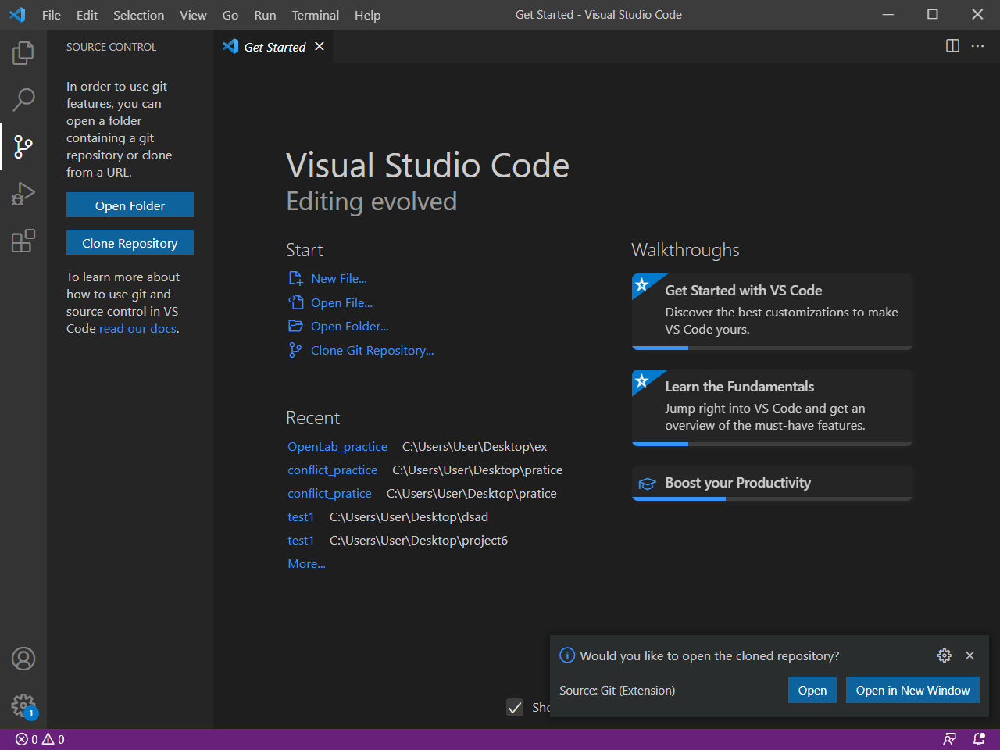 File Edit Selection View Go Run Terminal Help
Get Started - Visual Studio Code
SOURCE CONTROL
Get Started
In order to use git
features, you can
open a folder
containing a git
repository or clone
from a URL.
Open Folder
Clone Repository
To learn more about
how to use git and
source control in VS
Code read our docs.
Visual Studio Code
Editing evolved
Start
New File...
Open File...
Open Folder...
Clone Git Repository...
Recent
OpenLab_practice C:\Users\User\Desktop\ex
conflict_practice C:\Users\User\Desktop\pratice
conflict_pratice C:\Users\User\Desktop\pratice
test1 C:\Users\User\Desktop\dsad
test1 C:\Users\User\Desktop\project6
More...
Walkthroughs
Get Started with VS Code
Discover the best customizations to make
VS Code yours.
Learn the Fundamentals
Jump right into VS Code and get an
overview of the must-have features.
Boost your Productivity
Would you like to open the cloned repository?
Source: Git (Extension)
Open
Open in New Window
1
0 0